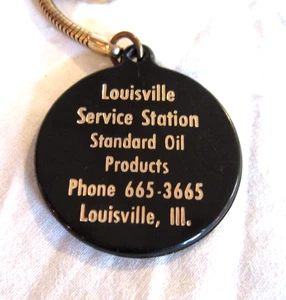 Louisville
Service Station
Standard Oil
Products
Phone 665-3665
Louisville, Ill.